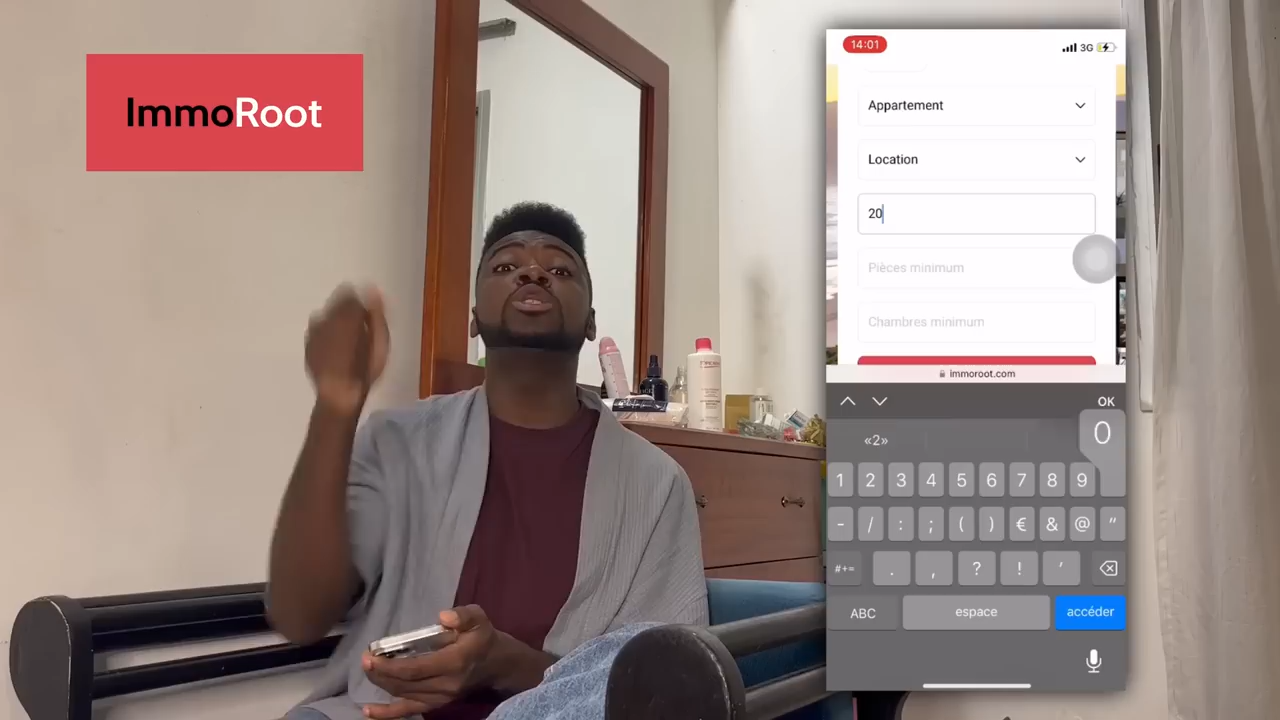 ImmoRoot
14:01
3G
Appartement
Location
20
Pièces minimum
Chambres minimum
immoroot.com
OK
«2»
0
1 2 3 4 5 6 7 8 9
- / : ; ( ) € & @ "
#+= . , ? ! ’
ABC espace accéder